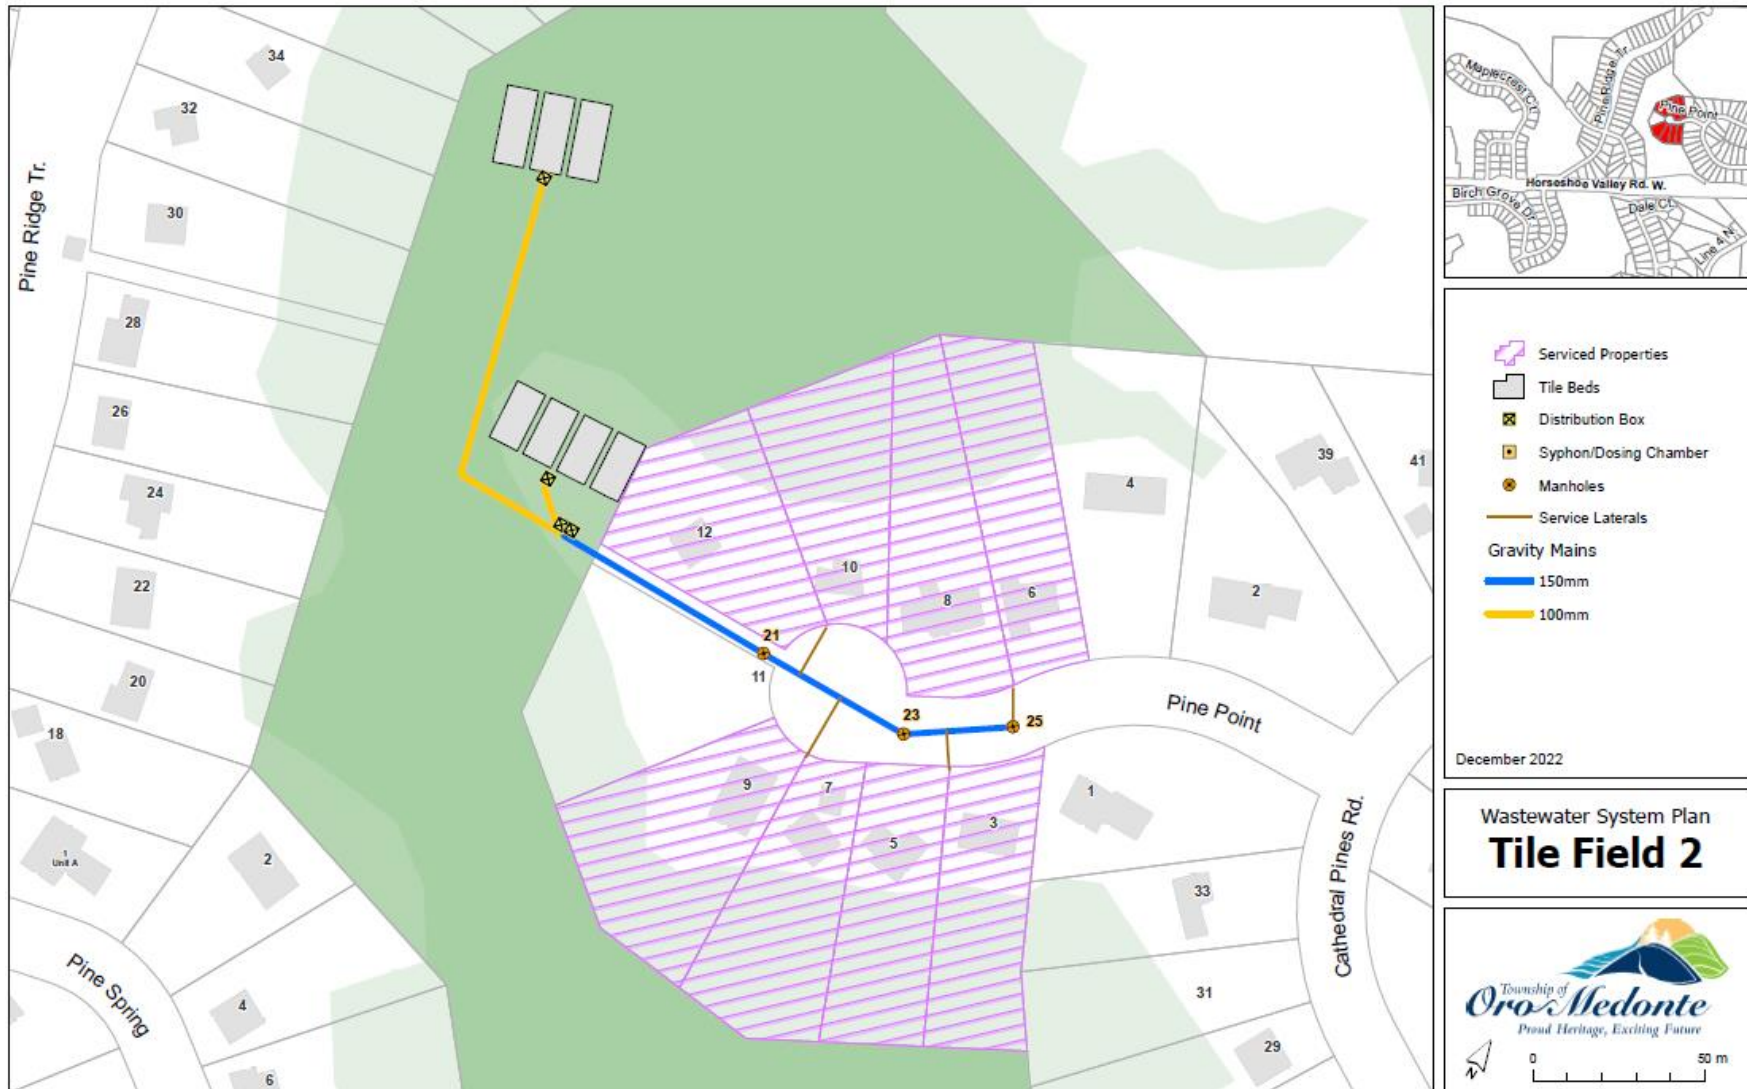 34
32
30
28
26
24
22
20
18
1
Unit A
2
4
6
Pine Ridge Tr.
Pine Spring
12
10
8
6
4
2
39
41
21
11
23
25
Pine Point
9
7
5
3
1
33
31
29
Cathedral Pines Rd.
Maplecrest Ct.
Pine Ridge Tr
Pine Point
Horseshoe Valley Rd. W.
Birch Grove Dr
Dale Ct.
Line 4 N
Serviced Properties
Tile Beds
Distribution Box
Syphon/Dosing Chamber
Manholes
Service Laterals
Gravity Mains
150mm
100mm
December 2022
Wastewater System Plan
Tile Field 2
Township of
Oro-Medonte
Proud Heritage, Exciting Future
N
0 50 m